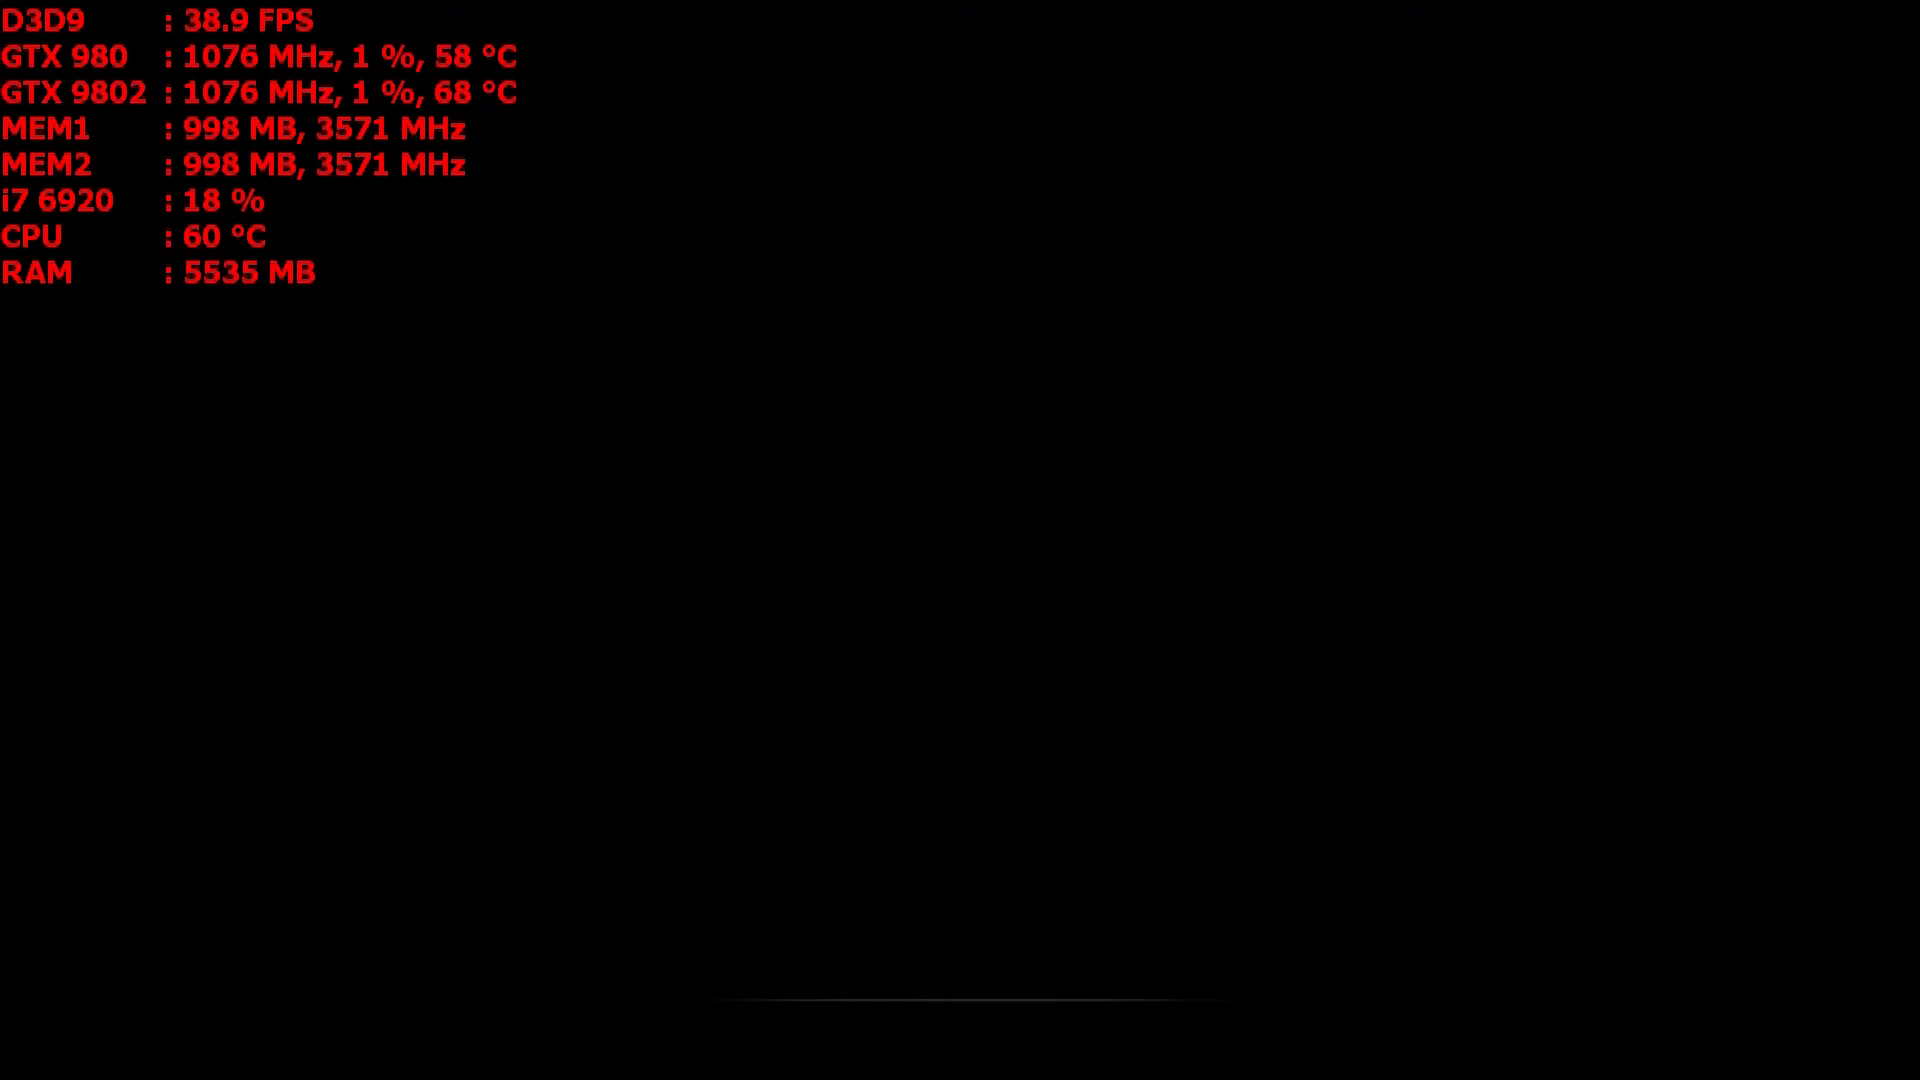 D3D9 : 38.9 FPS
GTX 980 : 1076 MHz, 1 %, 58 °C
GTX 9802 : 1076 MHz, 1 %, 68 °C
MEM1 : 998 MB, 3571 MHz
MEM2 : 998 MB, 3571 MHz
i7 6920 : 18 %
CPU : 60 °C
RAM : 5535 MB